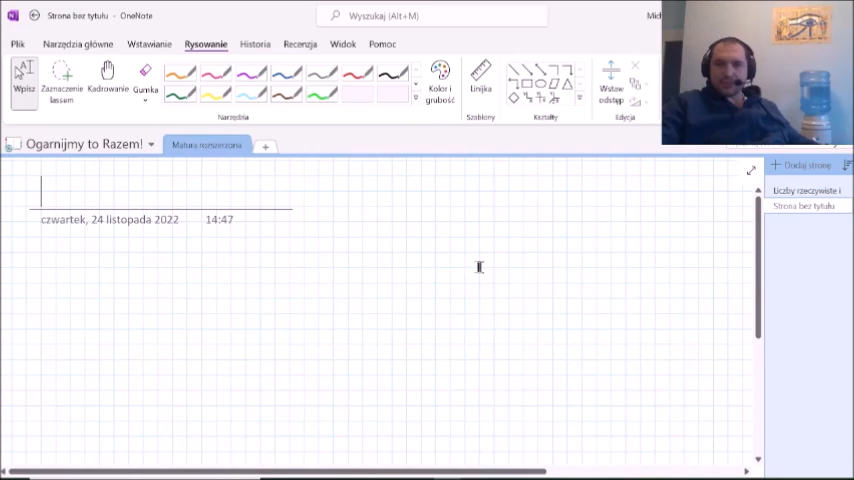 Strona bez tytułu - OneNote
Wyszukaj (Alt+M)
Mich
Plik
Narzędzia główne
Wstawianie
Rysowanie
Historia
Recenzja
Widok
Pomoc
Wpisz
Zaznaczenie lassem
Kadrowanie
Gumka
Kolor i grubość
Linijka
Wstaw odstęp
Narzędzia
Szablony
Kształty
Edycja
Ogarnijmy to Razem!
Matura rozszerzona
Dodaj stronę
Liczby rzeczywiste i
Strona bez tytułu
czwartek, 24 listopada 2022 14:47